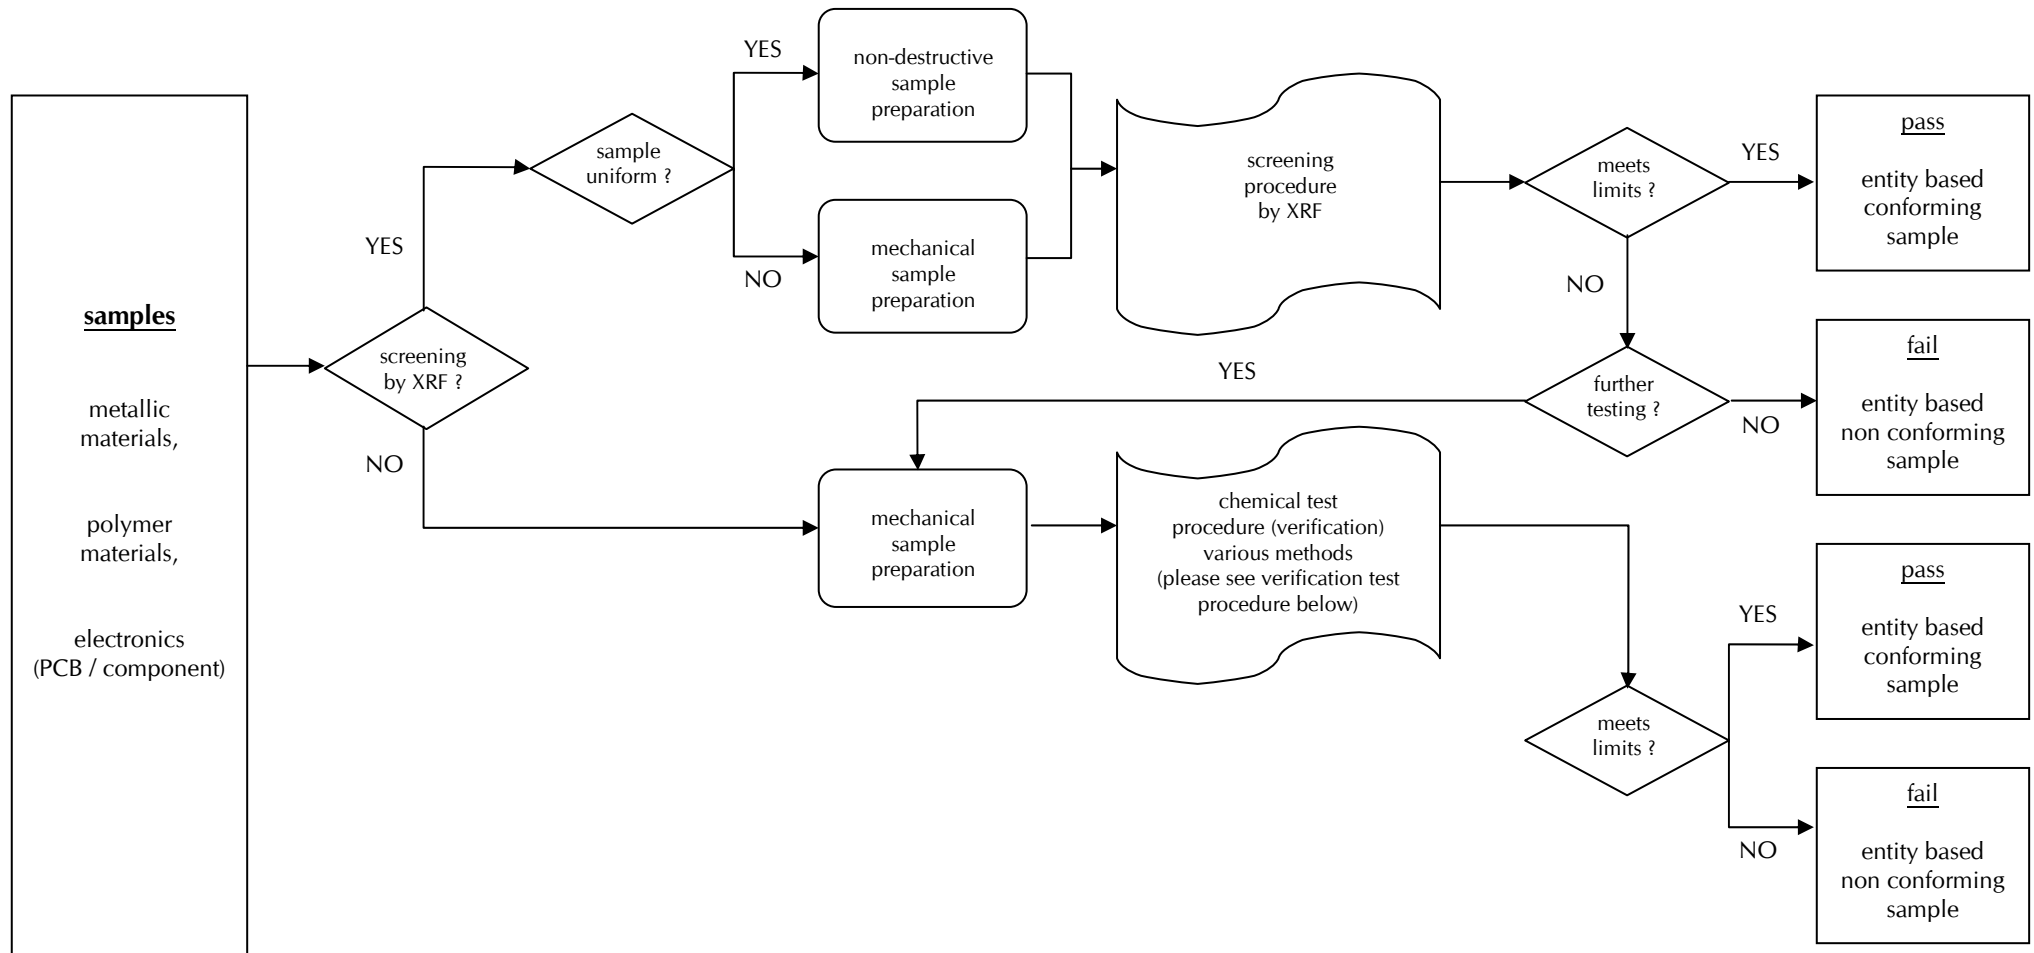 samples
metallic
materials,
polymer
materials,
electronics
(PCB / component)
screening
by XRF ?
YES
NO
sample
uniform ?
YES
NO
non-destructive
sample
preparation
mechanical
sample
preparation
screening
procedure
by XRF
meets
limits ?
YES
NO
pass
entity based
conforming
sample
further
testing ?
YES
NO
fail
entity based
non conforming
sample
mechanical
sample
preparation
chemical test
procedure (verification)
various methods
(please see verification test
procedure below)
meets
limits ?
YES
NO
pass
entity based
conforming
sample
fail
entity based
non conforming
sample